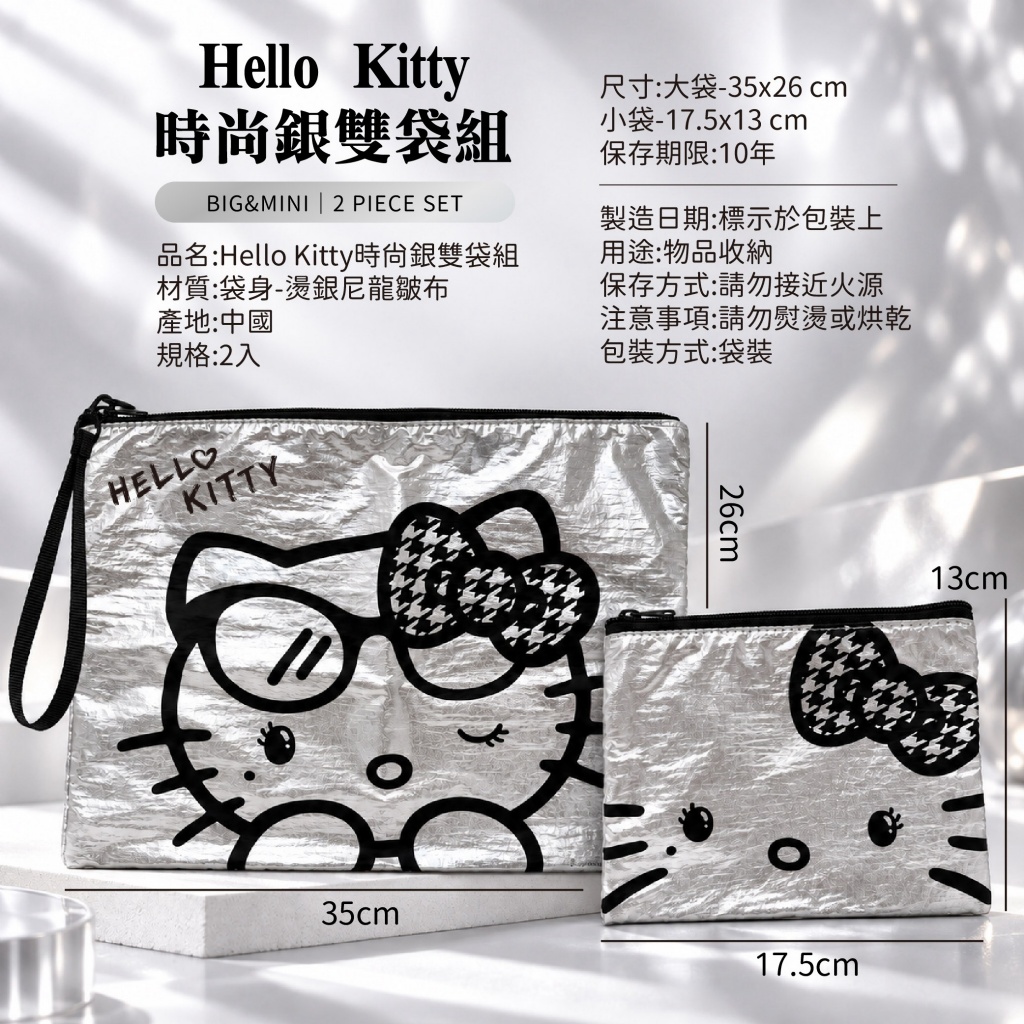 Hello Kitty
時尚銀雙袋組
BIG&MINI｜2 PIECE SET
品名:Hello Kitty時尚銀雙袋組
材質:袋身-燙銀尼龍皺布
產地:中國
規格:2入
尺寸:大袋-35x26 cm
小袋-17.5x13 cm
保存期限:10年
製造日期:標示於包裝上
用途:物品收納
保存方式:請勿接近火源
注意事項:請勿熨燙或烘乾
包裝方式:袋裝
HELLO
KITTY
26cm
13cm
35cm
17.5cm